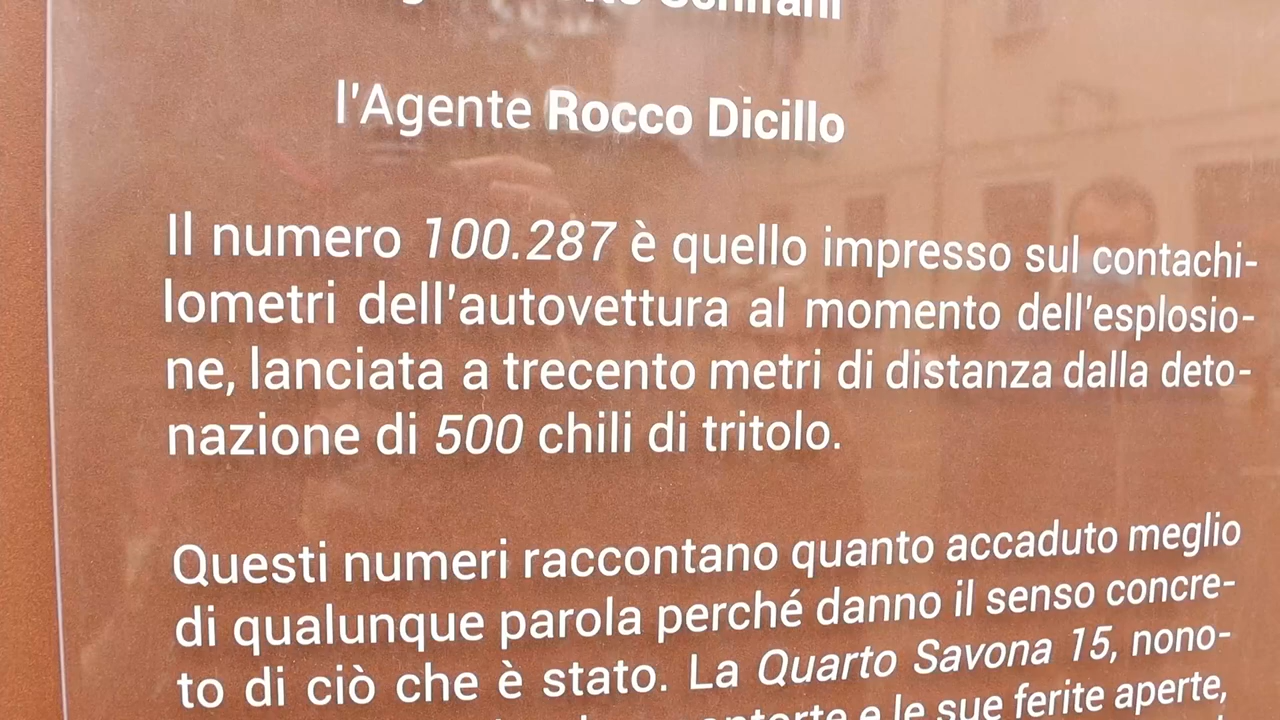 Schifani
l'Agente Rocco Dicillo
Il numero 100.287 è quello impresso sul contachi-
lometri dell'autovettura al momento dell'esplosio-
ne, lanciata a trecento metri di distanza dalla deto-
nazione di 500 chili di tritolo.
Questi numeri raccontano quanto accaduto meglio
di qualunque parola perché danno il senso concre-
to di ciò che è stato. La Quarto Savona 15, nono-
e le sue ferite aperte,